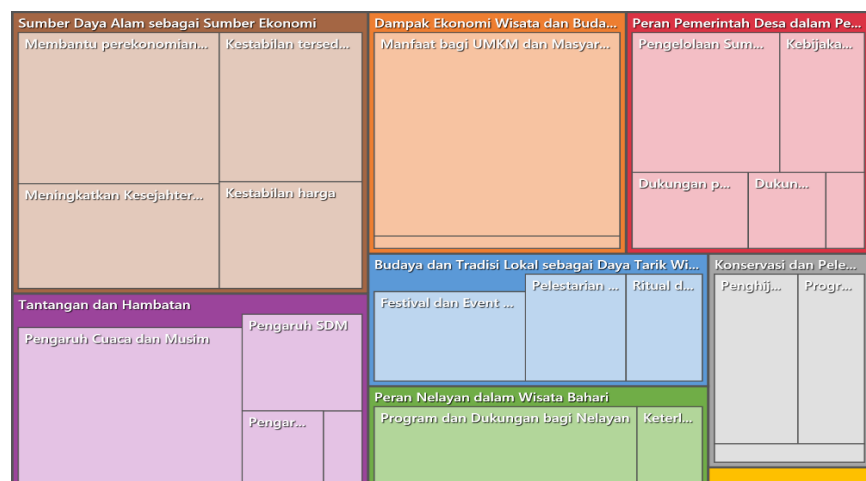 Sumber Daya Alam sebagai Sumber Ekonomi
Membantu perekonomian...
Kestabilan tersed...
Meningkatkan Kesejahter...
Kestabilan harga
Dampak Ekonomi Wisata dan Buda...
Manfaat bagi UMKM dan Masyar...
Peran Pemerintah Desa dalam Pe...
Pengelolaan Sum...
Kebijaka...
Dukungan p...
Dukun...
Budaya dan Tradisi Lokal sebagai Daya Tarik Wi...
Festival dan Event ...
Pelestarian ...
Ritual d...
Konservasi dan Pele...
Penghij...
Progr...
Tantangan dan Hambatan
Pengaruh Cuaca dan Musim
Pengaruh SDM
Pengar...
Peran Nelayan dalam Wisata Bahari
Program dan Dukungan bagi Nelayan
Keterl...